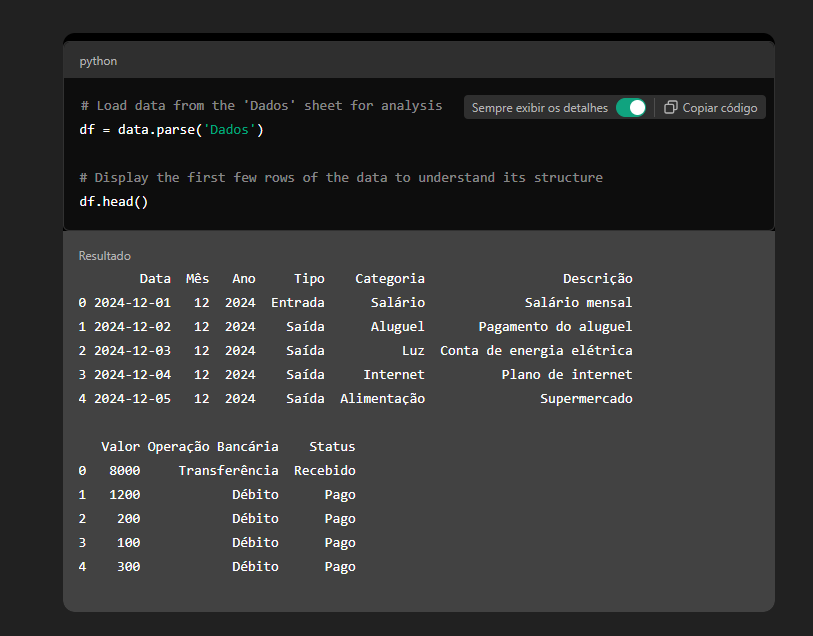 python
# Load data from the 'Dados' sheet for analysis
Sempre exibir os detalhes
Copiar código
df = data.parse('Dados')
# Display the first few rows of the data to understand its structure
df.head()
Resultado
Data Mês Ano Tipo Categoria Descrição
0 2024-12-01 12 2024 Entrada Salário Salário mensal
1 2024-12-02 12 2024 Saída Aluguel Pagamento do aluguel
2 2024-12-03 12 2024 Saída Luz Conta de energia elétrica
3 2024-12-04 12 2024 Saída Internet Plano de internet
4 2024-12-05 12 2024 Saída Alimentação Supermercado
Valor Operação Bancária Status
0 8000 Transferência Recebido
1 1200 Débito Pago
2 200 Débito Pago
3 100 Débito Pago
4 300 Débito Pago